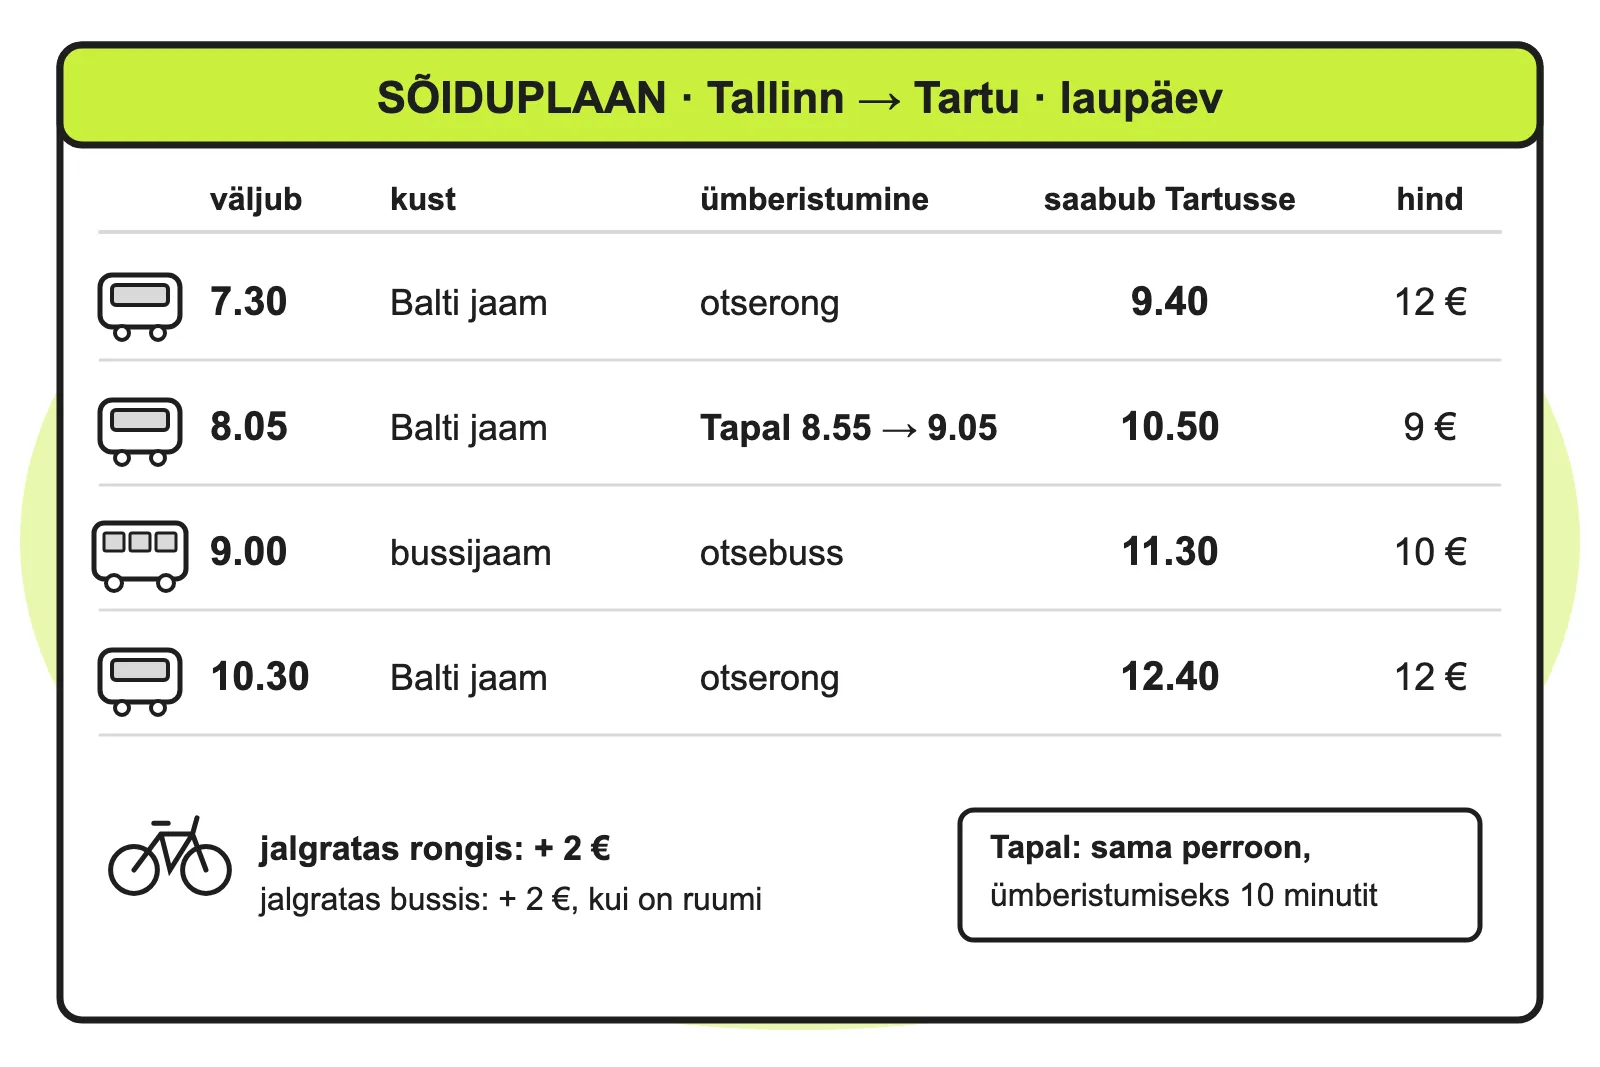 SÕIDUPLAAN · Tallinn → Tartu · laupäev
väljub kust ümberistumine saabub Tartusse hind
7.30 Balti jaam otserong 9.40 12 €
8.05 Balti jaam Tapal 8.55 → 9.05 10.50 9 €
9.00 bussijaam otsebuss 11.30 10 €
10.30 Balti jaam otserong 12.40 12 €
jalgratas rongis: + 2 €
jalgratas bussis: + 2 €, kui on ruumi
Tapal: sama perroon,
ümberistumiseks 10 minutit